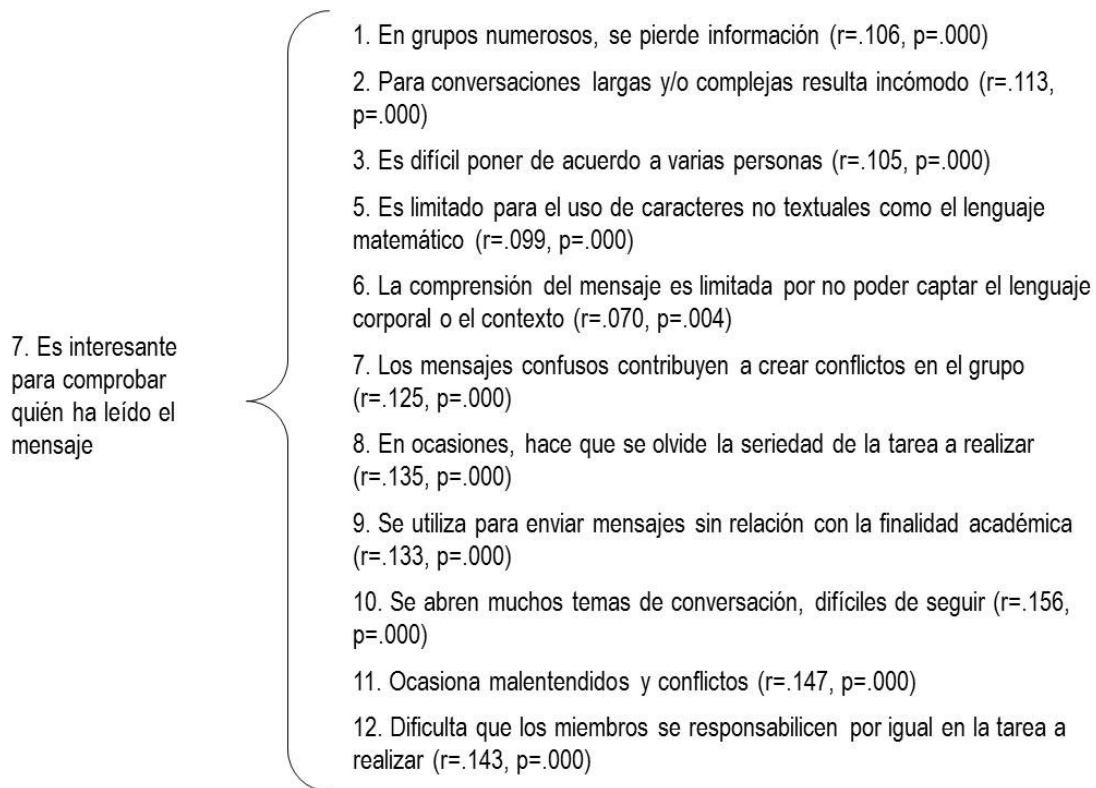 7. Es interesante
para comprobar
quién ha leído el
mensaje
1. En grupos numerosos, se pierde información (r=.106, p=.000)
2. Para conversaciones largas y/o complejas resulta incómodo (r=.113,
p=.000)
3. Es difícil poner de acuerdo a varias personas (r=.105, p=.000)
5. Es limitado para el uso de caracteres no textuales como el lenguaje
matemático (r=.099, p=.000)
6. La comprensión del mensaje es limitada por no poder captar el lenguaje
corporal o el contexto (r=.070, p=.004)
7. Los mensajes confusos contribuyen a crear conflictos en el grupo
(r=.125, p=.000)
8. En ocasiones, hace que se olvide la seriedad de la tarea a realizar
(r=.135, p=.000)
9. Se utiliza para enviar mensajes sin relación con la finalidad académica
(r=.133, p=.000)
10. Se abren muchos temas de conversación, difíciles de seguir (r=.156,
p=.000)
11. Ocasiona malentendidos y conflictos (r=.147, p=.000)
12. Dificulta que los miembros se responsabilicen por igual en la tarea a
realizar (r=.143, p=.000)